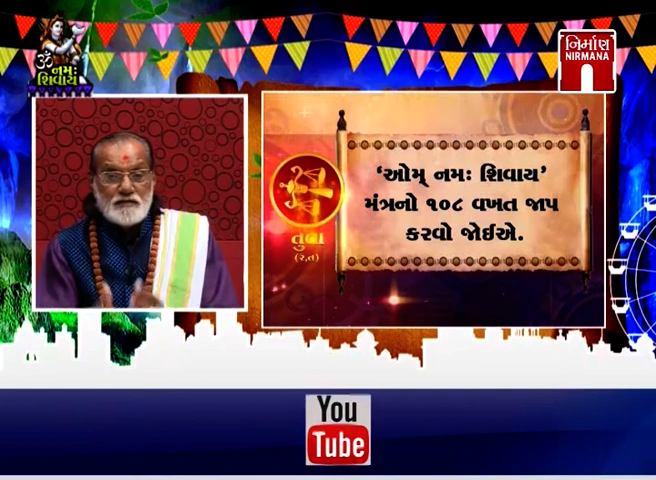 ૐ નમઃ
શિવાય
નિર્માણ
NIRMANA
'ઓમ્ નમઃ શિવાય'
મંત્રનો ૧૦૮ વખત જાપ
કરવો જોઈએ.
તુલા
(ર,ત)
You
Tube